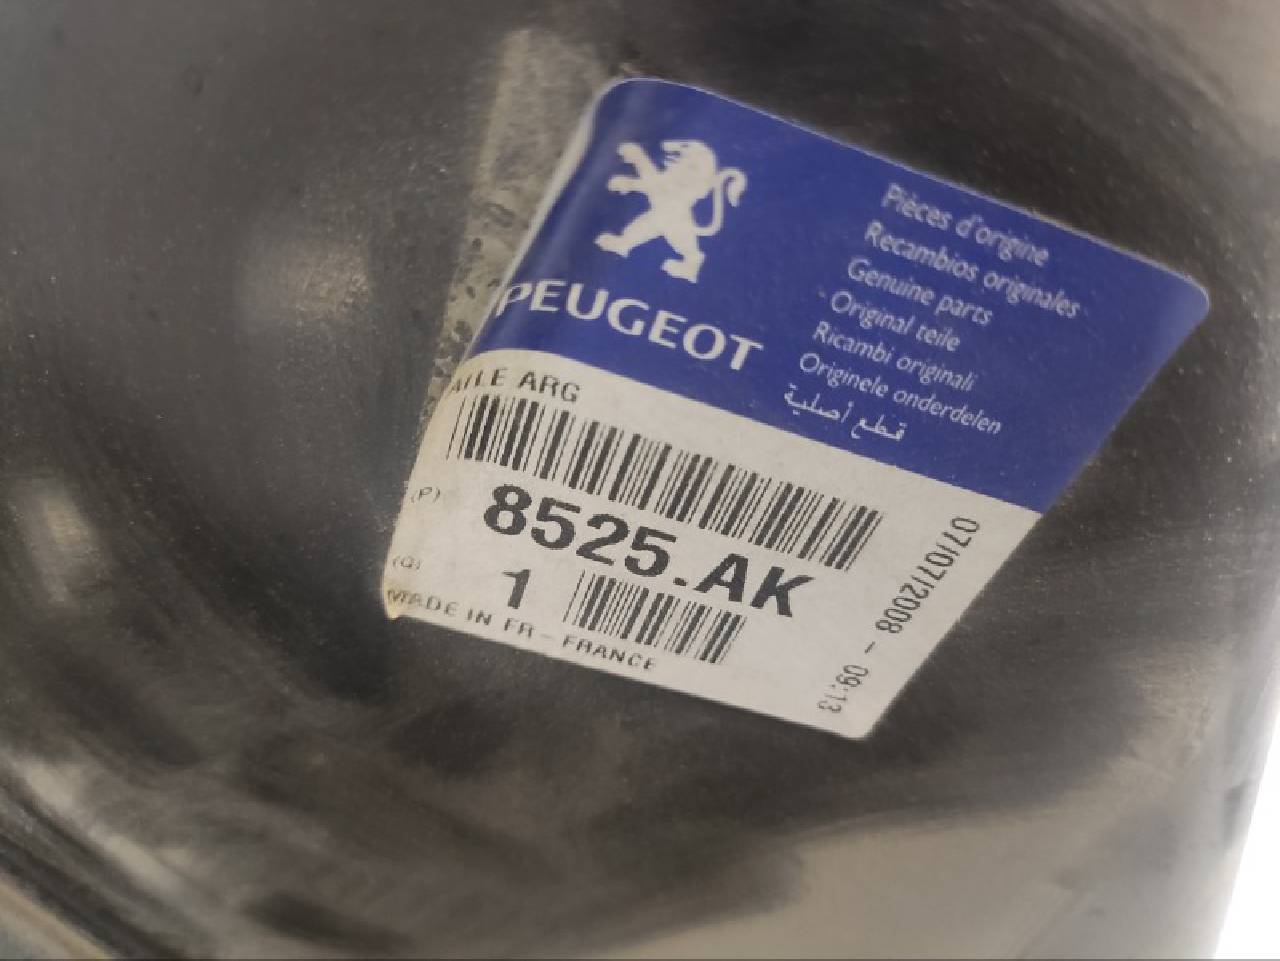 PEUGEOT
Pièces d'origine
Recambios originales
Genuine parts
Original teile
Ricambi originali
Originele onderdelen
قطع أصلية
AILE ARG
(P)
8525.AK
(Q)
1
MADE IN FR - FRANCE
07/07/2008 - 09:13